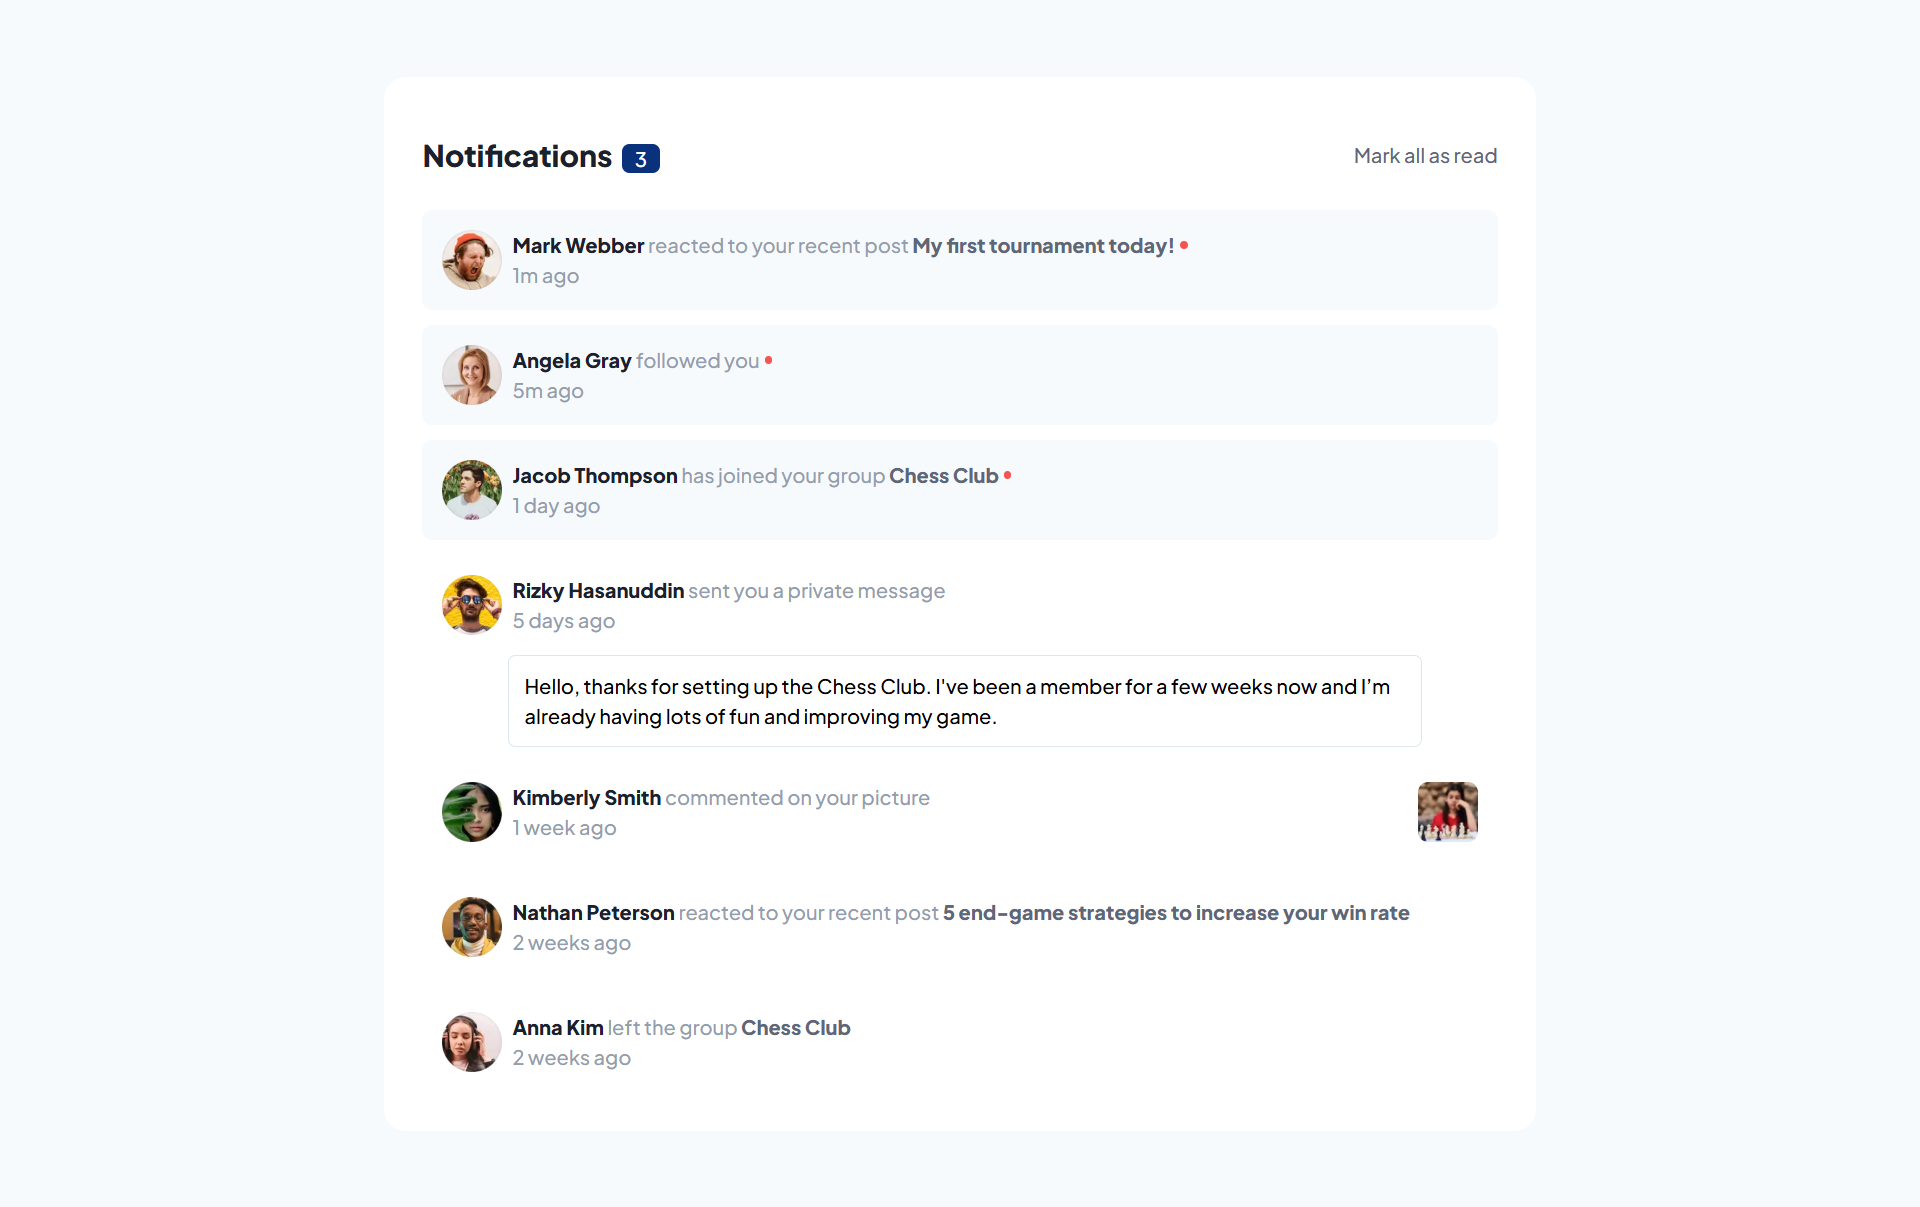 Notifications 3
Mark all as read
Mark Webber reacted to your recent post My first tournament today!
1m ago
Angela Gray followed you
5m ago
Jacob Thompson has joined your group Chess Club
1 day ago
Rizky Hasanuddin sent you a private message
5 days ago
Hello, thanks for setting up the Chess Club. I've been a member for a few weeks now and I’m
already having lots of fun and improving my game.
Kimberly Smith commented on your picture
1 week ago
Nathan Peterson reacted to your recent post 5 end-game strategies to increase your win rate
2 weeks ago
Anna Kim left the group Chess Club
2 weeks ago